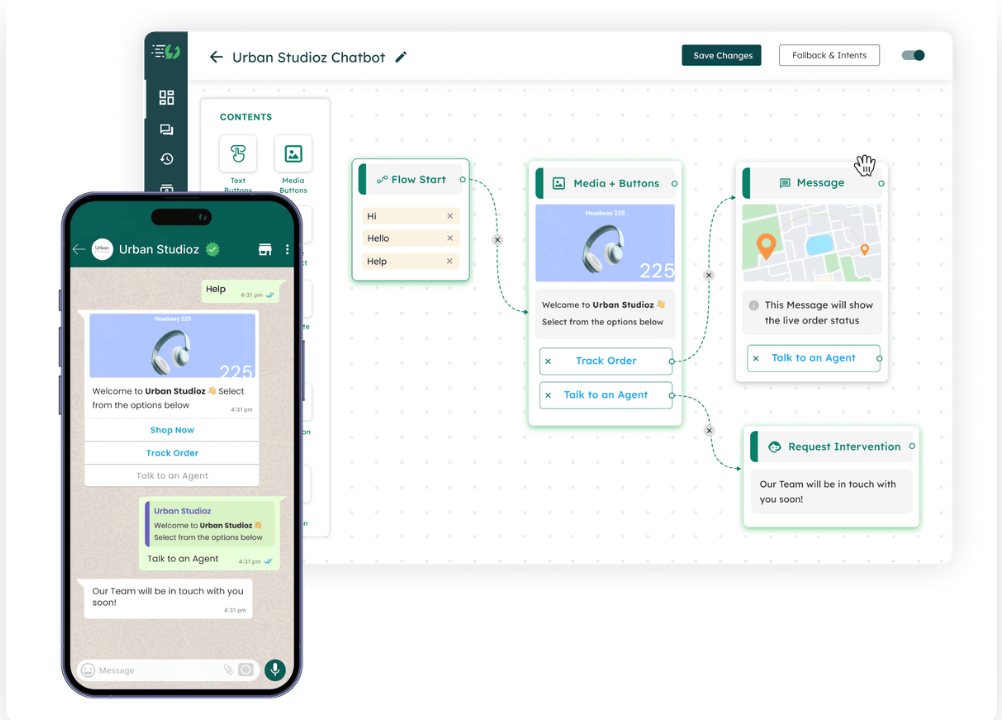 Urban Studioz Chatbot
Save Changes
Fallback & Intents
CONTENTS
Text
Buttons
Media
Buttons
Flow Start
Hi
Hello
Help
Media + Buttons
Headway 225
225
Welcome to Urban Studioz 👋
Select from the options below
Track Order
Talk to an Agent
Message
This Message will show
the live order status
Talk to an Agent
Request Intervention
Our Team will be in touch with
you soon!
Urban Studioz
Help
4:31 pm
Headway 225
225
Welcome to Urban Studioz 👋 Select
from the options below
4:31 pm
Shop Now
Track Order
Talk to an Agent
Urban Studioz
Welcome to Urban Studioz 👋
Select from the options below
Talk to an Agent
4:31 pm
Our Team will be in touch with you
soon!
4:31 pm
Message